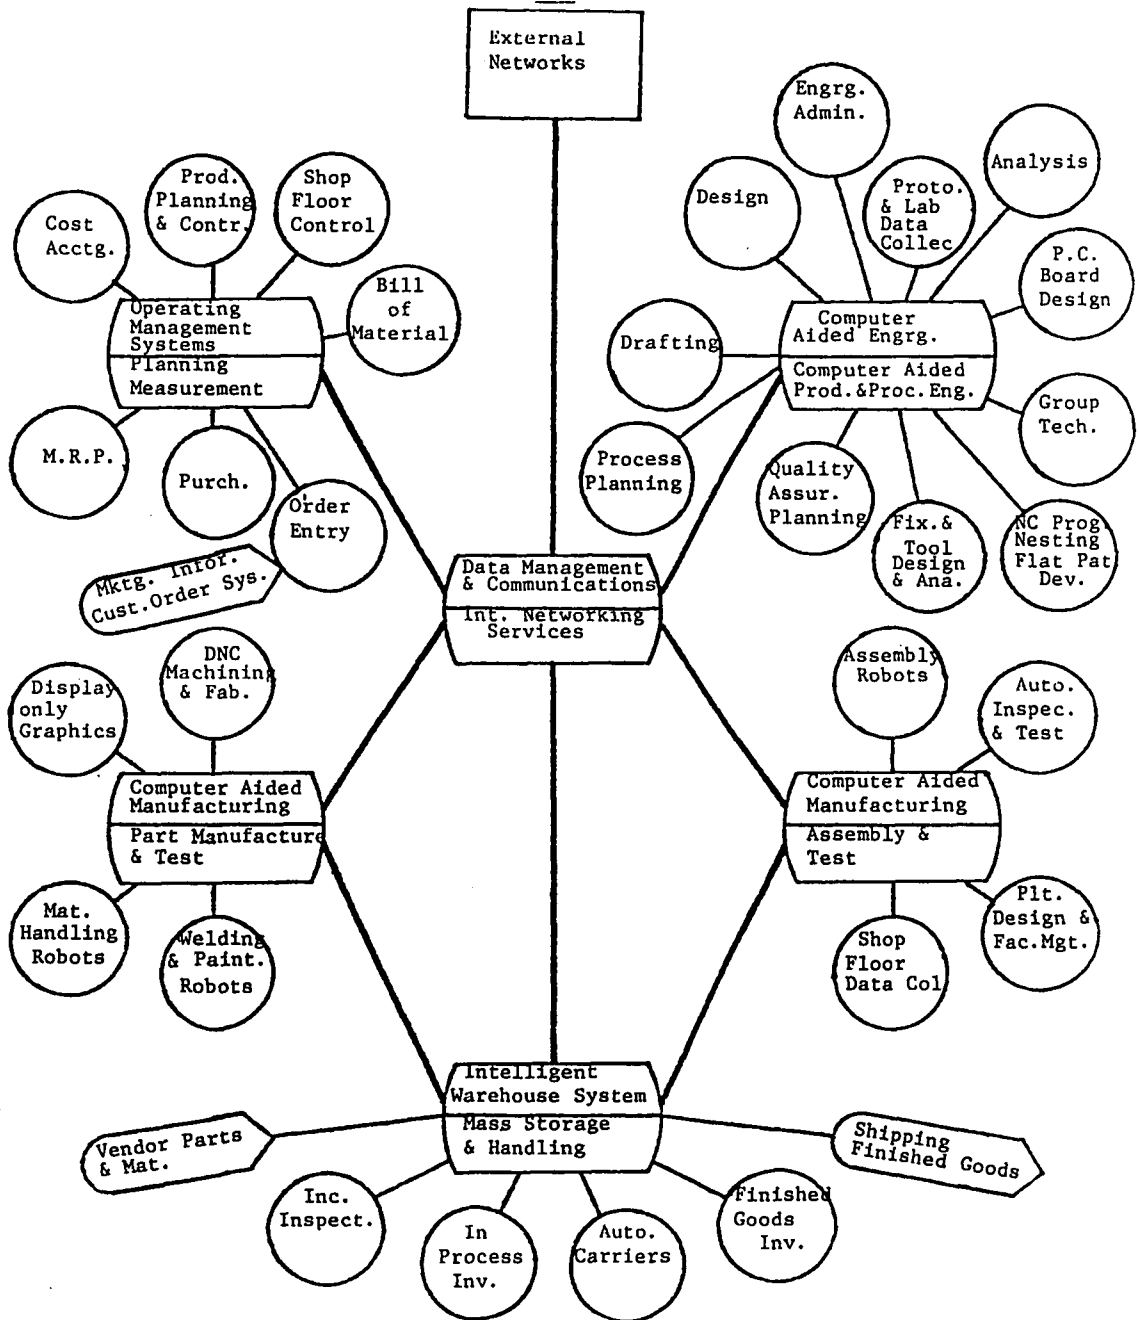 External
Networks
Engrg.
Admin.
Analysis
Design
Proto.
& Lab
Data
Collec
P.C.
Board
Design
Drafting
Computer
Aided Engrg.
Computer Aided
Prod.&Proc.Eng.
Group
Tech.
Process
Planning
Quality
Assur.
Planning
Fix.&
Tool
Design
& Ana.
NC Prog.
Nesting
Flat Pat
Dev.
Cost
Acctg.
Prod.
Planning
& Contr.
Shop
Floor
Control
Bill
of
Material
Operating
Management
Systems
Planning
Measurement
M.R.P.
Purch.
Order
Entry
Mktg. Infor.
Cust.Order Sys.
Data Management
& Communications
Int. Networking
Services
Display
only
Graphics
DNC
Machining
& Fab.
Computer Aided
Manufacturing
Part Manufacture
& Test
Mat.
Handling
Robots
Welding
& Paint.
Robots
Assembly
Robots
Auto.
Inspec.
& Test
Computer Aided
Manufacturing
Assembly &
Test
Shop
Floor
Data Col
Plt.
Design &
Fac.Mgt.
Intelligent
Warehouse System
Mass Storage
& Handling
Vendor Parts
& Mat.
Inc.
Inspect.
In
Process
Inv.
Auto.
Carriers
Finished
Goods
Inv.
Shipping
Finished Goods